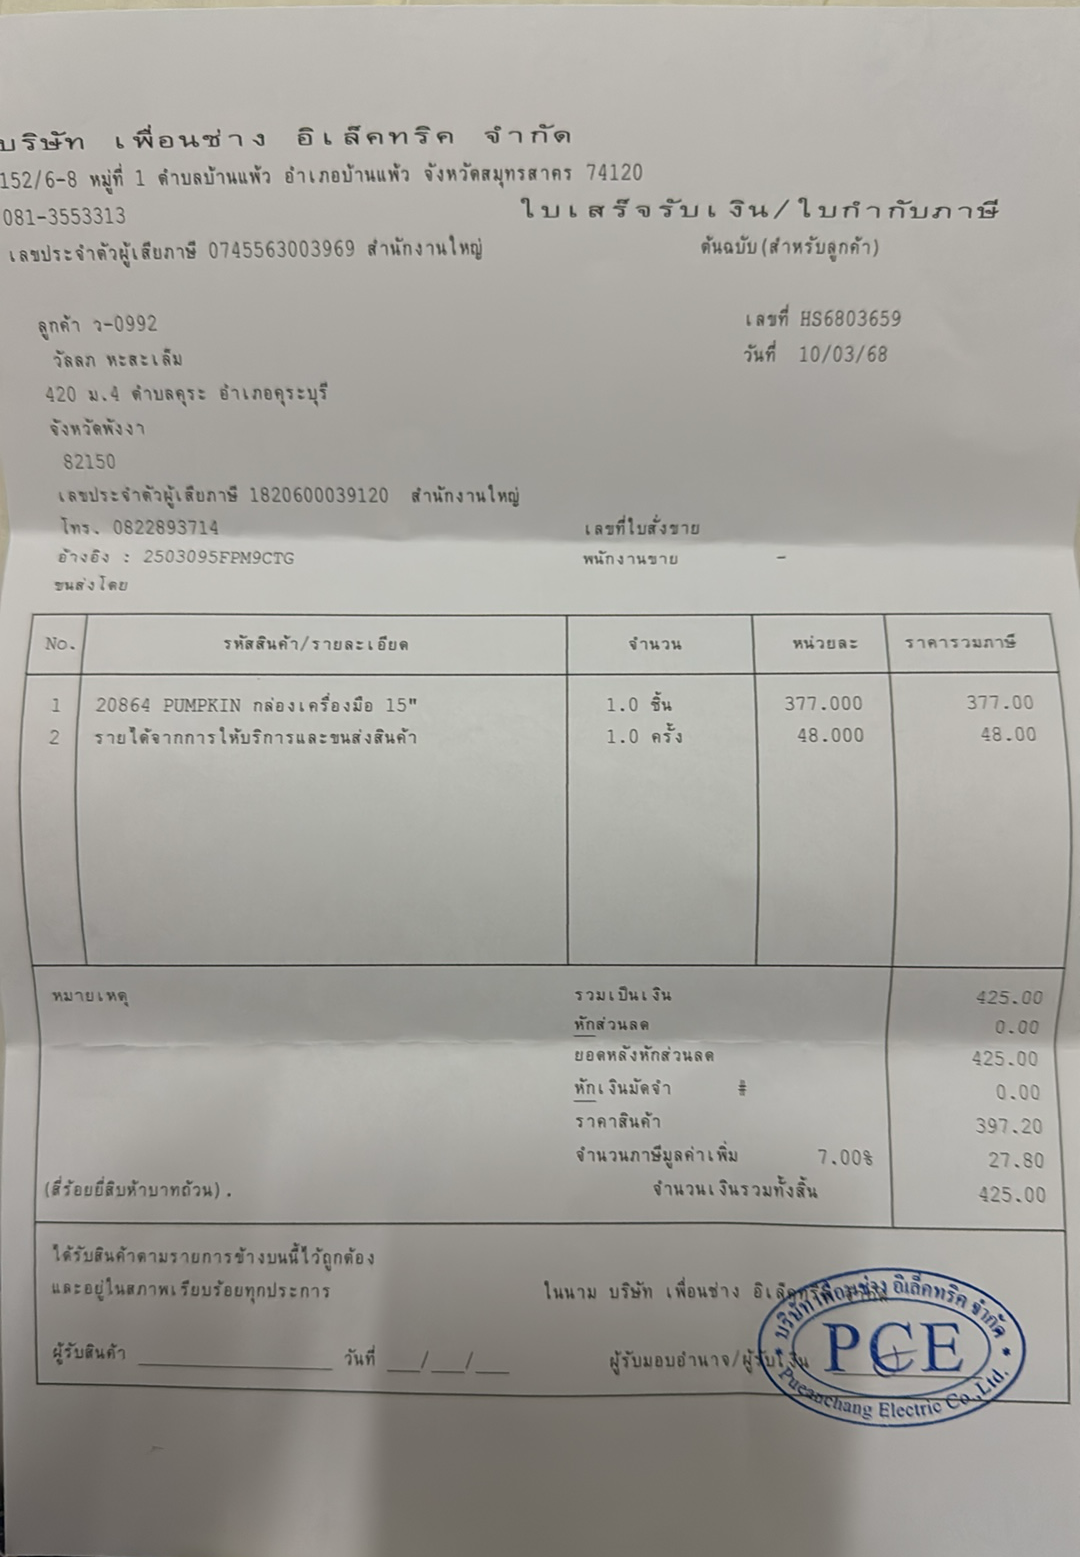 บริษัท เพื่อนช่าง อิเล็คทริค จำกัด
152/6-8 หมู่ที่ 1 ตำบลบ้านแพ้ว อำเภอบ้านแพ้ว จังหวัดสมุทรสาคร 74120
081-3553313 ใบเสร็จรับเงิน/ใบกำกับภาษี
เลขประจำตัวผู้เสียภาษี 0745563003969 สำนักงานใหญ่ ต้นฉบับ(สำหรับลูกค้า)
ลูกค้า ว-0992 เลขที่ HS6803659
วัลลภ หะสะเล็ม วันที่ 10/03/68
420 ม.4 ตำบลคุระ อำเภอคุระบุรี
จังหวัดพังงา
82150
เลขประจำตัวผู้เสียภาษี 1820600039120 สำนักงานใหญ่
โทร. 0822893714 เลขที่ใบสั่งขาย
อ้างอิง : 2503095FPM9CTG พนักงานขาย -
ขนส่งโดย
No. รหัสสินค้า/รายละเอียด จำนวน หน่วยละ ราคารวมภาษี
1 20864 PUMPKIN กล่องเครื่องมือ 15" 1.0 ชิ้น 377.000 377.00
2 รายได้จากการให้บริการและขนส่งสินค้า 1.0 ครั้ง 48.000 48.00
หมายเหตุ รวมเป็นเงิน 425.00
หักส่วนลด 0.00
ยอดหลังหักส่วนลด 425.00
หักเงินมัดจำ # 0.00
ราคาสินค้า 397.20
จำนวนภาษีมูลค่าเพิ่ม 7.00% 27.80
(สี่ร้อยยี่สิบห้าบาทถ้วน). จำนวนเงินรวมทั้งสิ้น 425.00
ได้รับสินค้าตามรายการข้างบนนี้ไว้ถูกต้อง
และอยู่ในสภาพเรียบร้อยทุกประการ ในนาม บริษัท เพื่อนช่าง อิเล็คทริค จำกัด
ผู้รับสินค้า ____________ วันที่ __/__/__ ผู้รับมอบอำนาจ/ผู้รับเงิน
บริษัท เพื่อนช่าง อิเล็คทริค จำกัด
PCE
Pueanchang Electric Co.,Ltd.